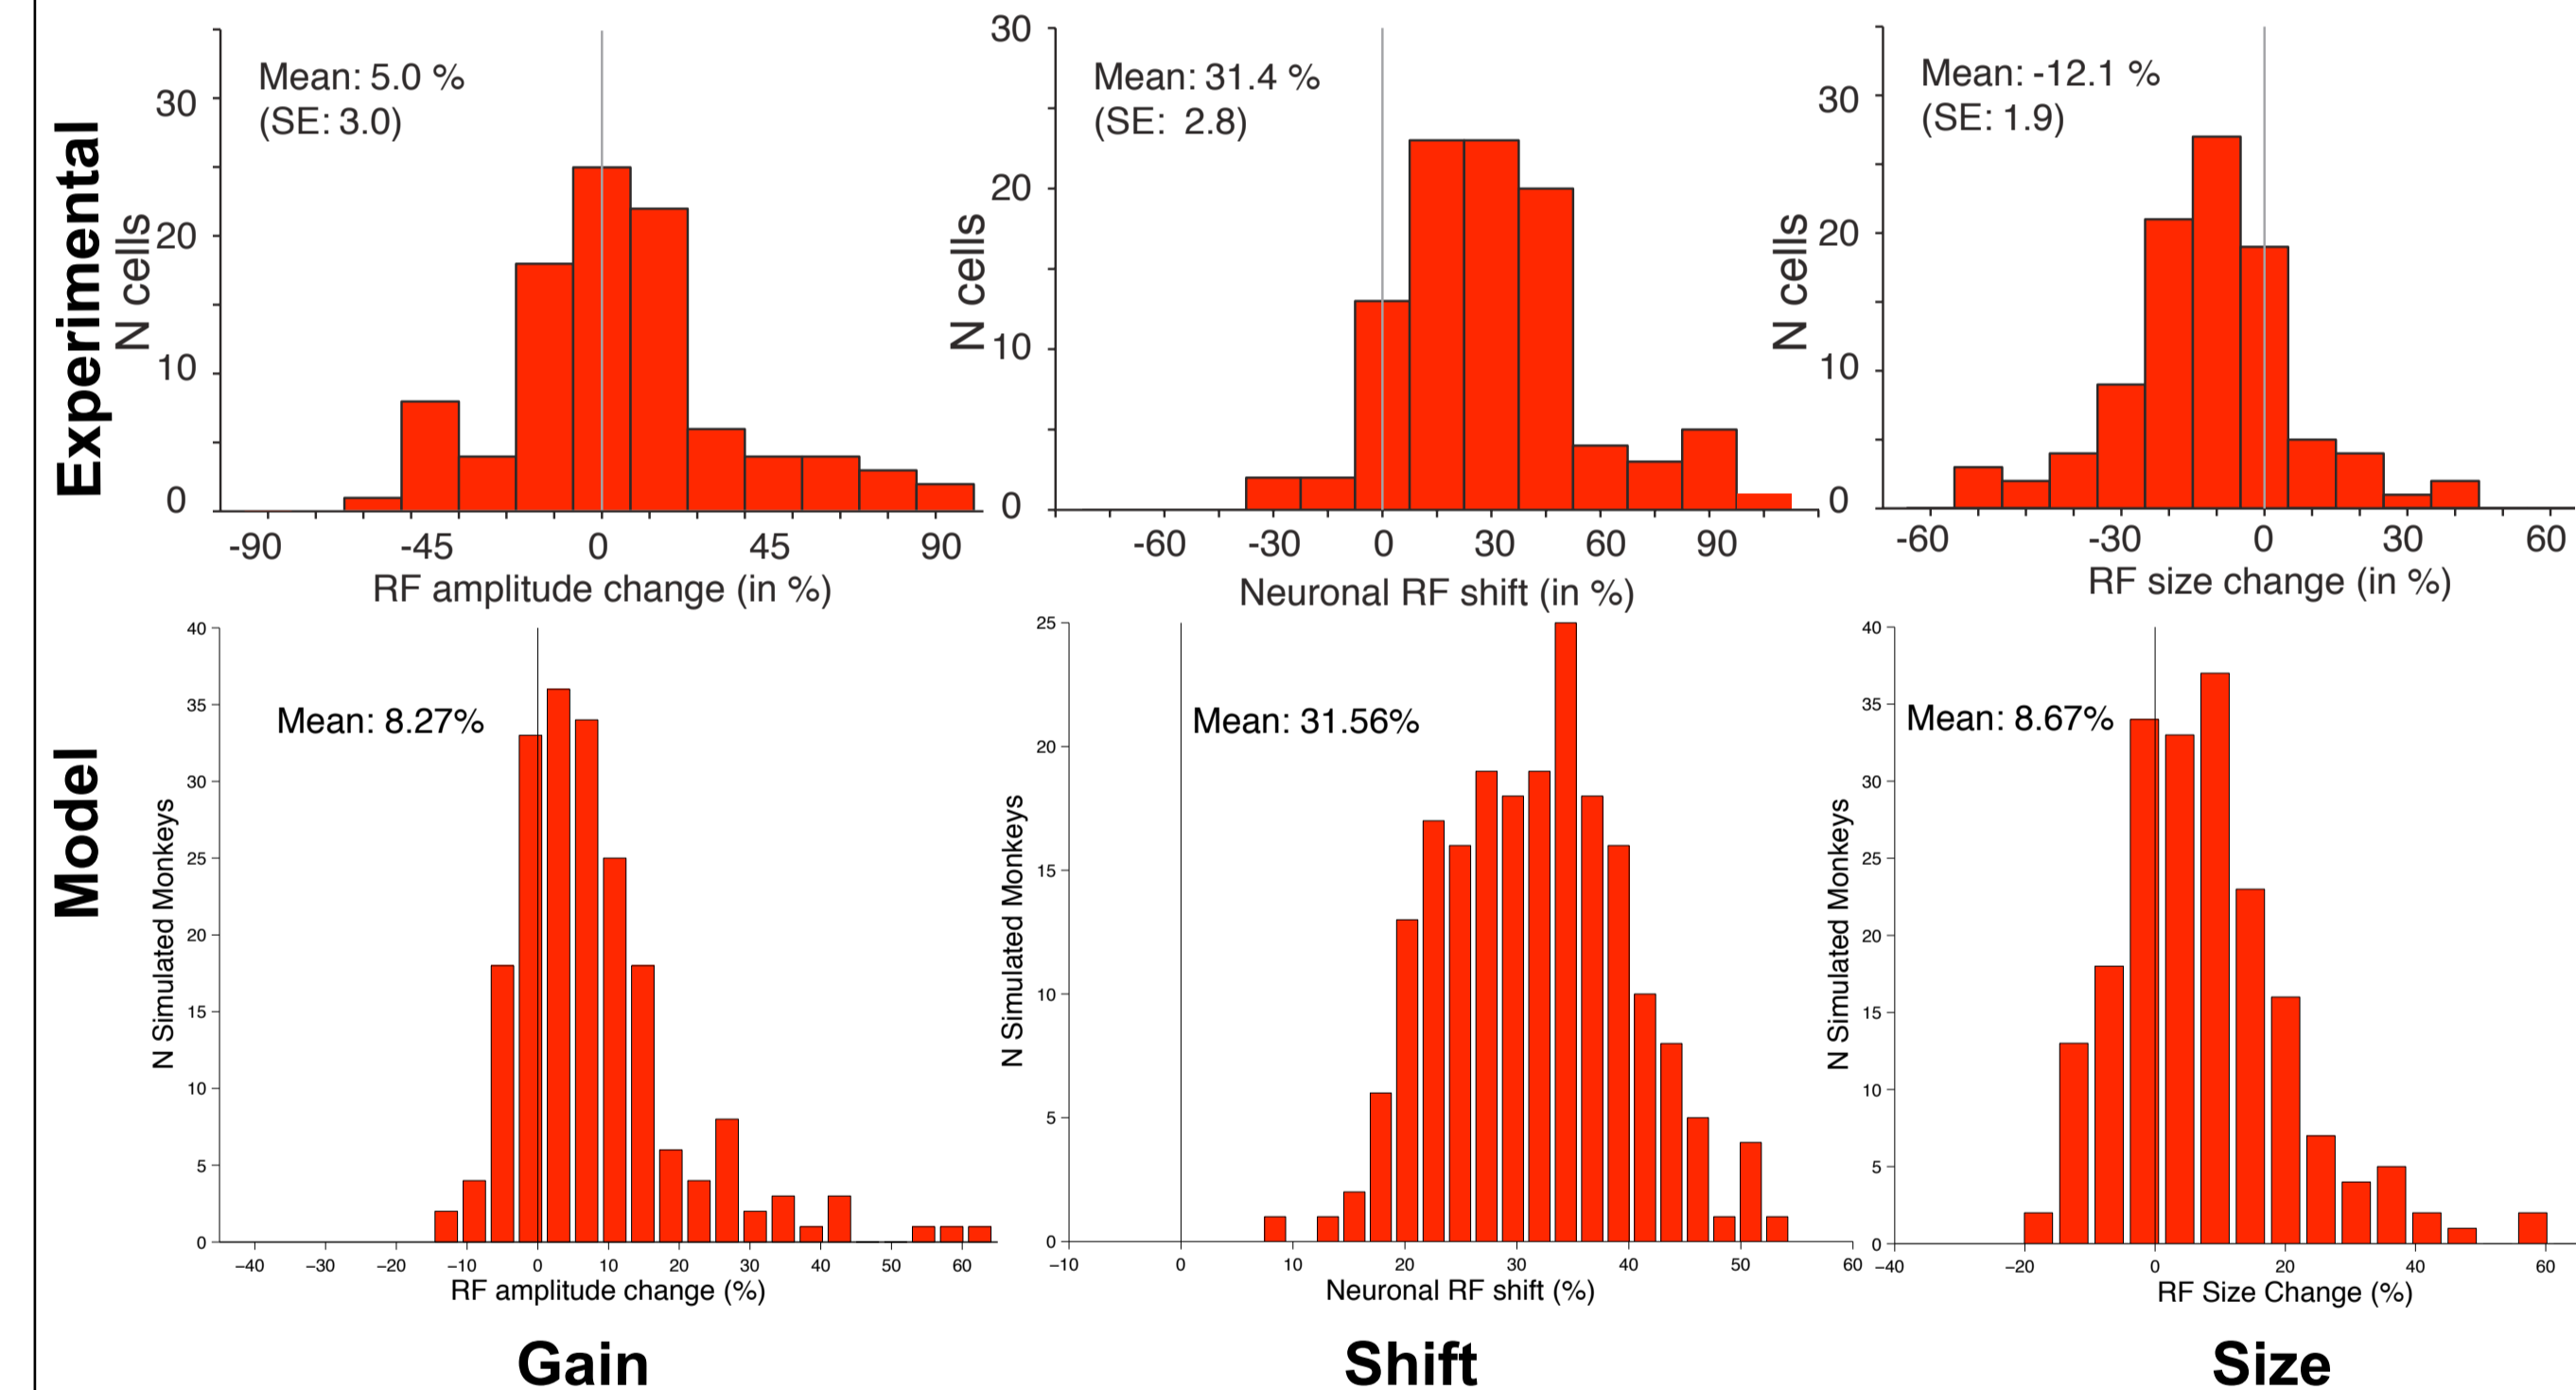 Experimental
Mean: 5.0 %
(SE: 3.0)
N cells
30
20
10
0
-90 -45 0 45 90
RF amplitude change (in %)
Mean: 31.4 %
(SE: 2.8)
N cells
30
20
10
0
-60 -30 0 30 60 90
Neuronal RF shift (in %)
Mean: -12.1 %
(SE: 1.9)
N cells
30
20
10
0
-60 -30 0 30 60
RF size change (in %)
Model
Mean: 8.27%
N Simulated Monkeys
40
35
30
25
20
15
10
5
0
−40 −30 −20 −10 0 10 20 30 40 50 60
RF amplitude change (%)
Mean: 31.56%
N Simulated Monkeys
25
20
15
10
5
0
−10 0 10 20 30 40 50 60
Neuronal RF shift (%)
Mean: 8.67%
N Simulated Monkeys
40
35
30
25
20
15
10
5
0
−40 −20 0 20 40 60
RF Size Change (%)
Gain
Shift
Size